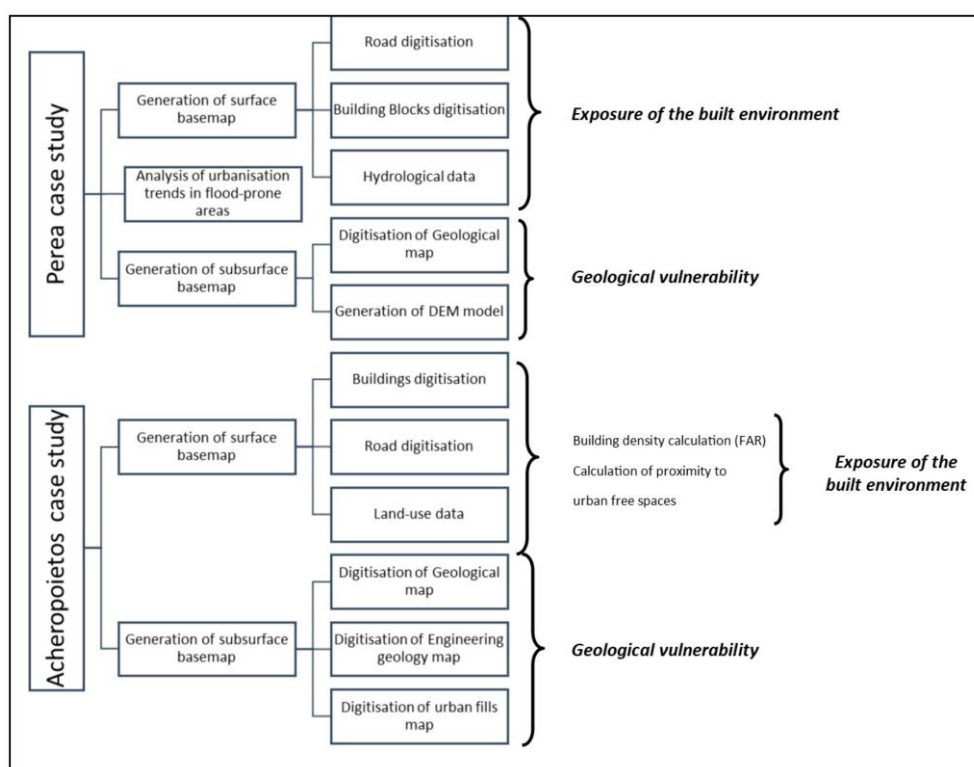 Perea case study
Generation of surface
basemap
Road digitisation
Building Blocks digitisation
Hydrological data
Exposure of the built environment
Analysis of urbanisation
trends in flood-prone
areas
Generation of subsurface
basemap
Digitisation of Geological
map
Generation of DEM model
Geological vulnerability
Acheropoietos case study
Generation of surface
basemap
Buildings digitisation
Road digitisation
Land-use data
Building density calculation (FAR)
Calculation of proximity to
urban free spaces
Exposure of the
built environment
Generation of subsurface
basemap
Digitisation of Geological
map
Digitisation of Engineering
geology map
Digitisation of urban fills
map
Geological vulnerability